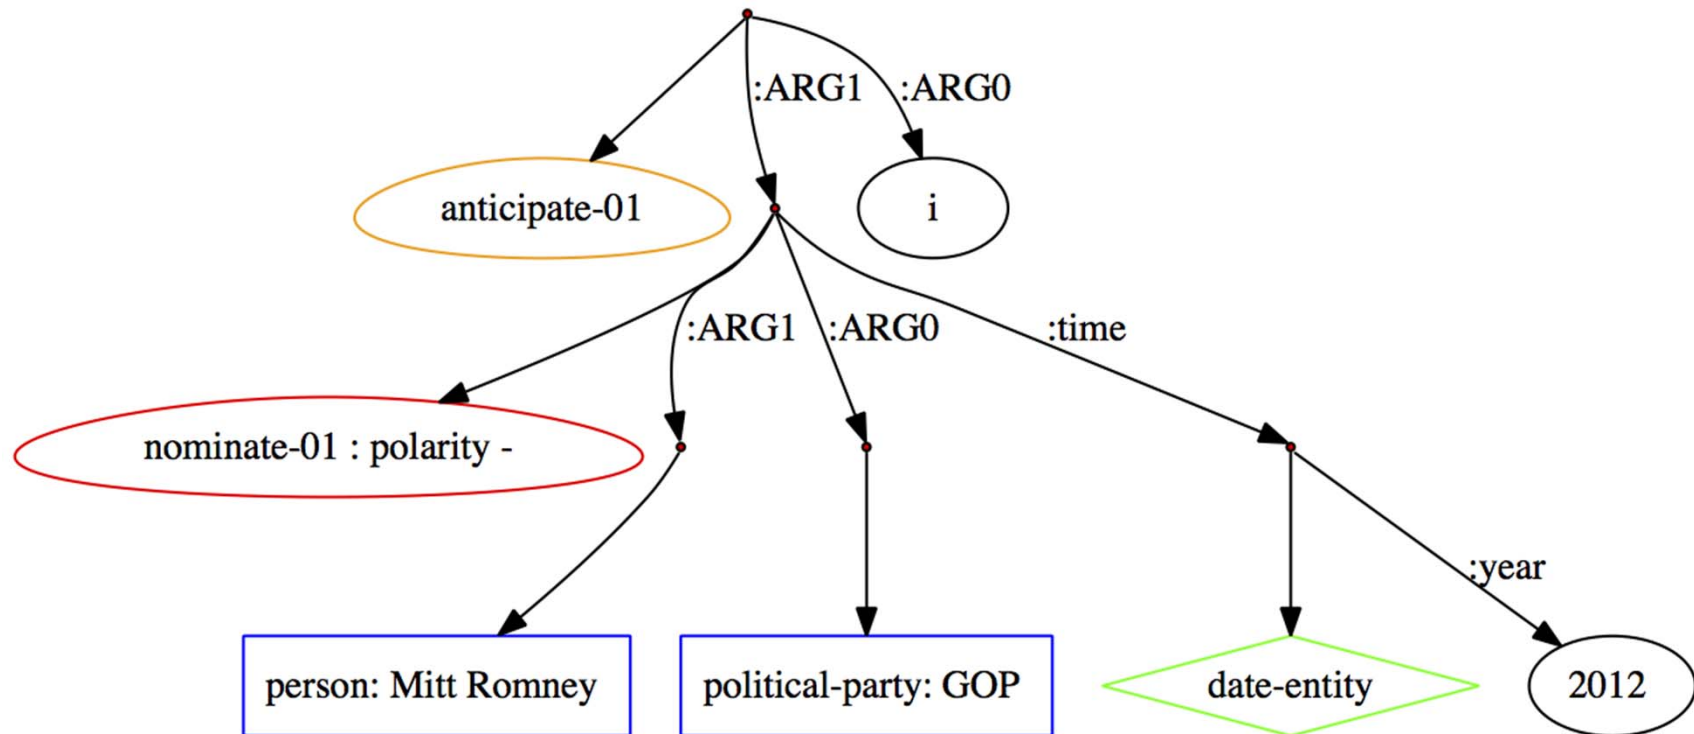 :ARG1 :ARG0
anticipate-01 i
:ARG1 :ARG0 :time
nominate-01 : polarity -
:year
person: Mitt Romney political-party: GOP date-entity 2012